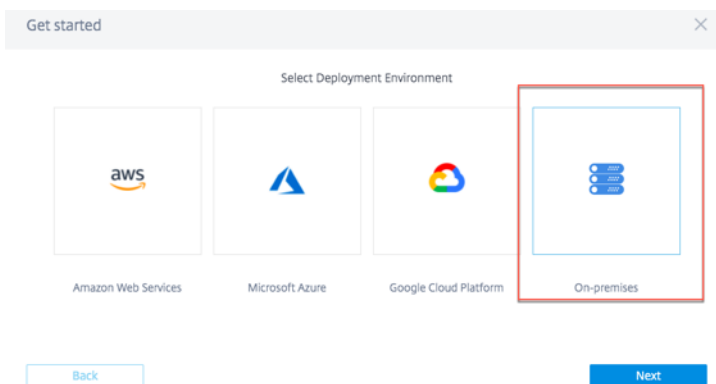 Get started
Select Deployment Environment
aws
Amazon Web Services
Microsoft Azure
Google Cloud Platform
On-premises
Back
Next